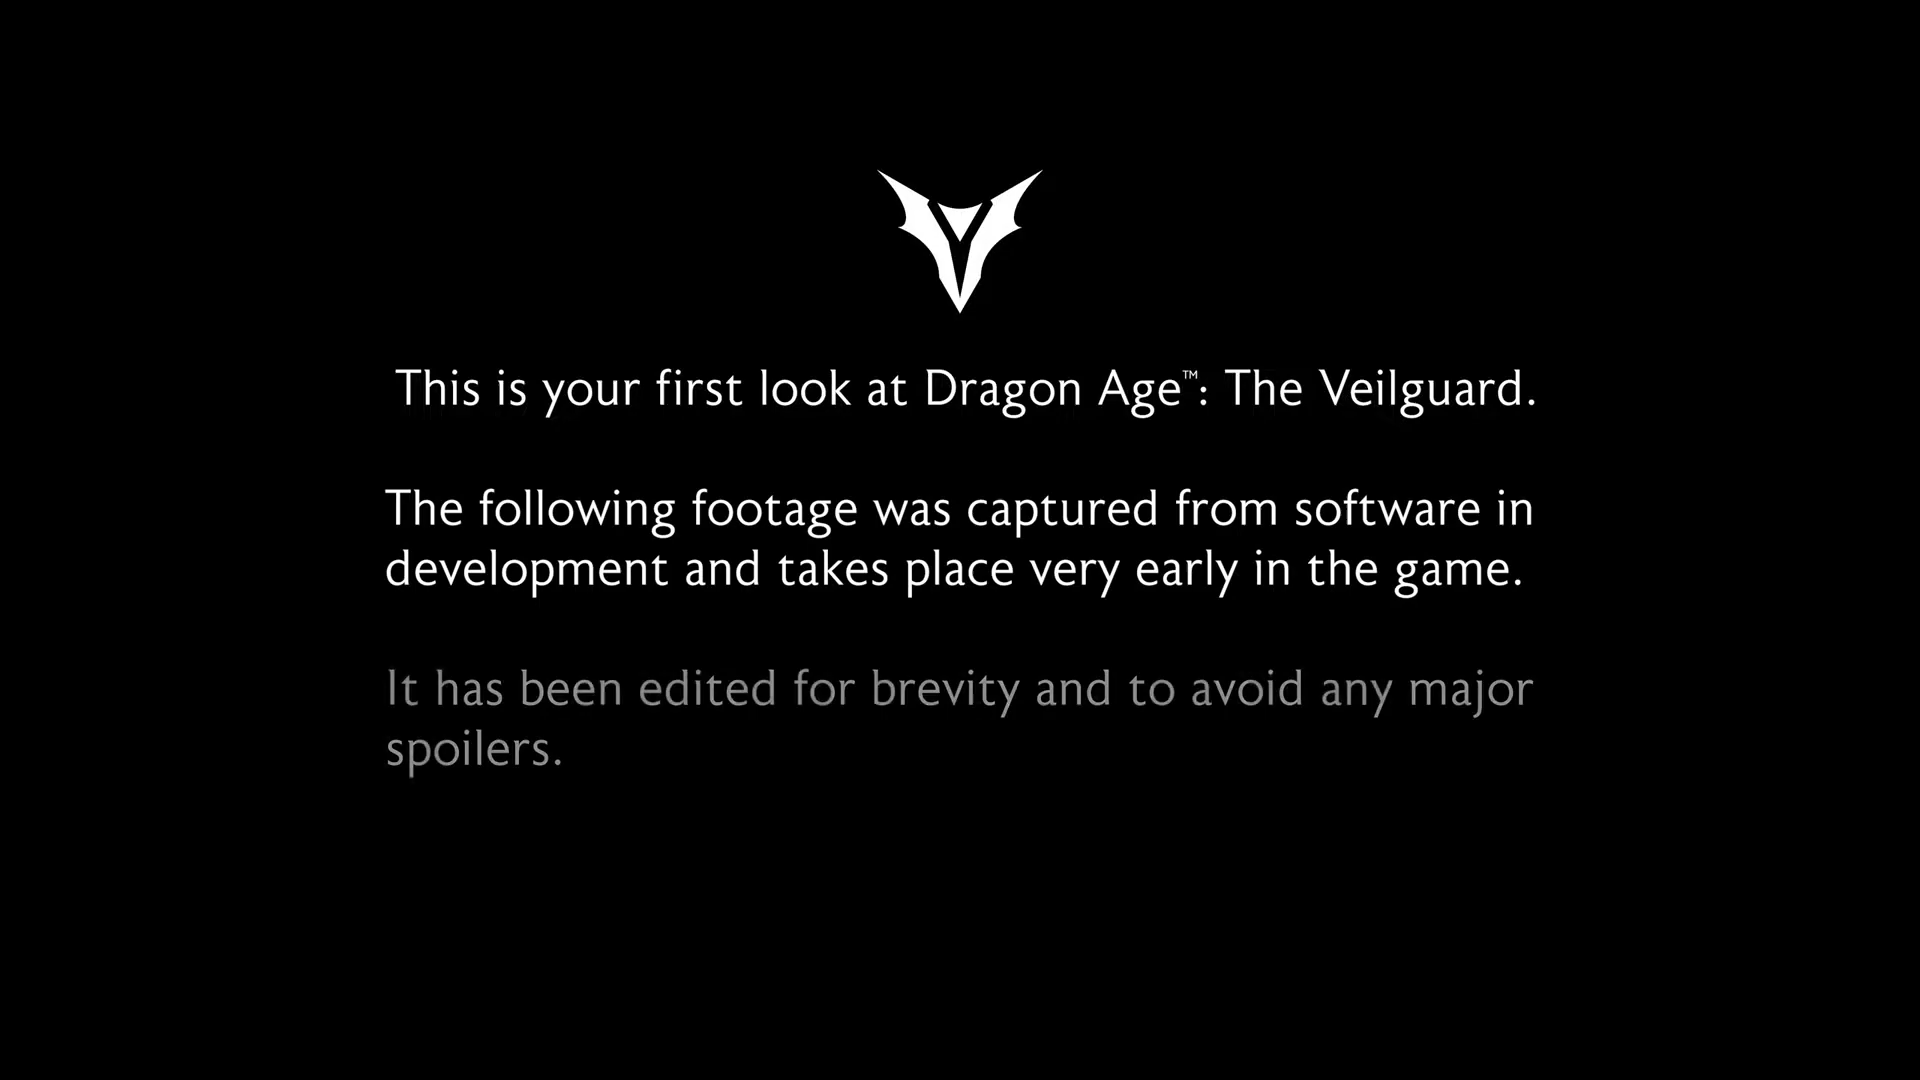 This is your first look at Dragon Age™: The Veilguard.
The following footage was captured from software in
development and takes place very early in the game.
It has been edited for brevity and to avoid any major
spoilers.